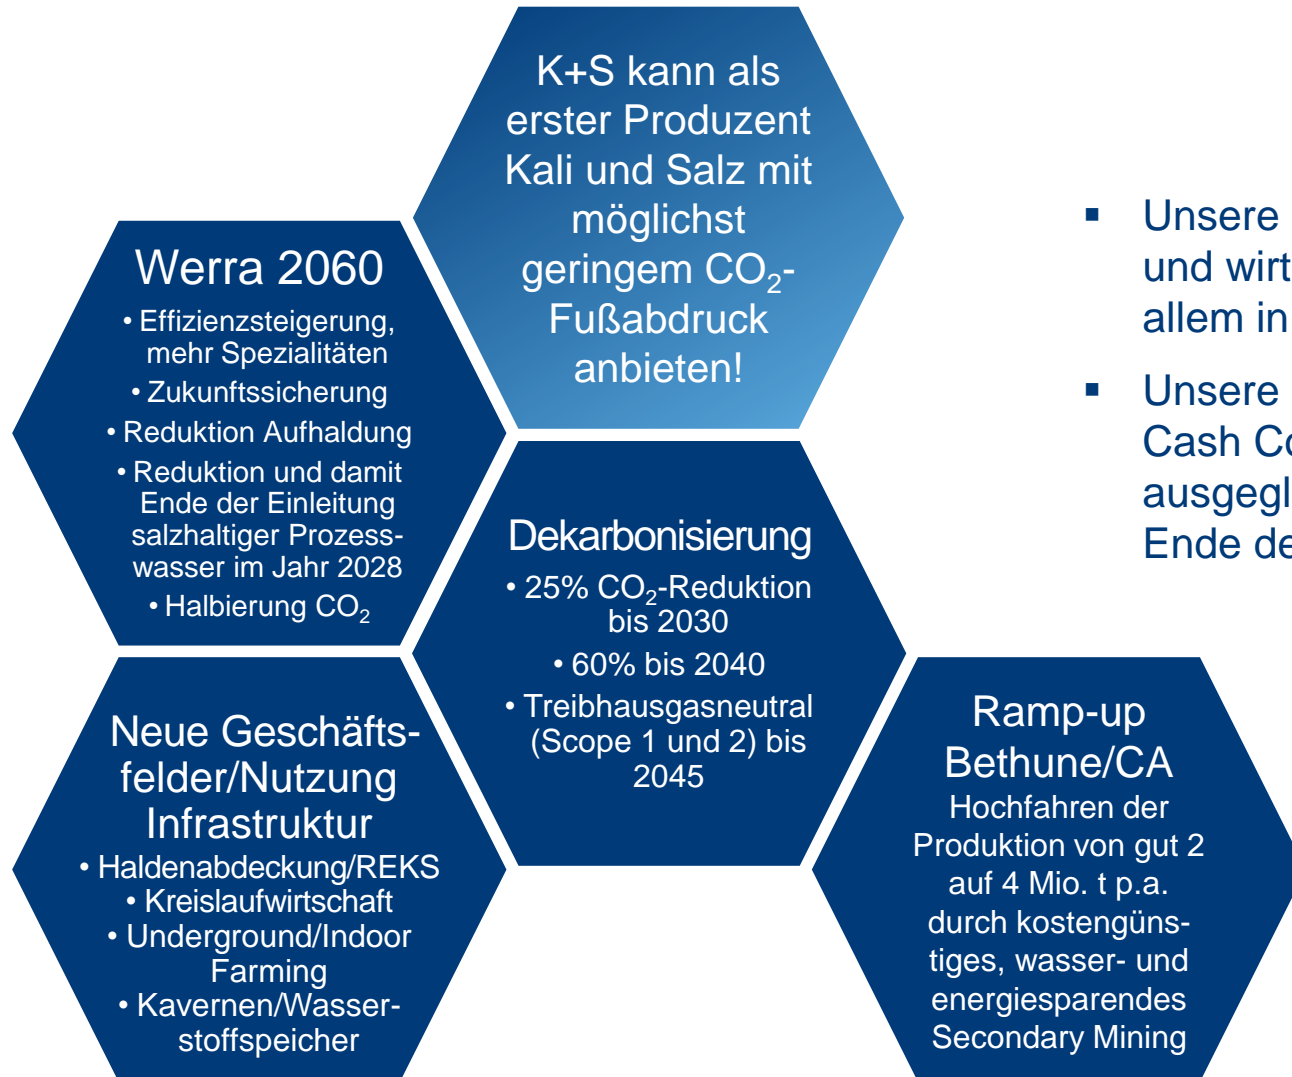 K+S kann als
erster Produzent
Kali und Salz mit
möglichst
geringem CO₂-
Fußabdruck
anbieten!
Werra 2060
• Effizienzsteigerung,
mehr Spezialitäten
• Zukunftssicherung
• Reduktion Aufhaldung
• Reduktion und damit
Ende der Einleitung
salzhaltiger Prozess-
wasser im Jahr 2028
• Halbierung CO₂
Dekarbonisierung
• 25% CO₂-Reduktion
bis 2030
• 60% bis 2040
• Treibhausgasneutral
(Scope 1 und 2) bis
2045
Neue Geschäfts-
felder/Nutzung
Infrastruktur
• Haldenabdeckung/REKS
• Kreislaufwirtschaft
• Underground/Indoor
Farming
• Kavernen/Wasser-
stoffspeicher
Ramp-up
Bethune/CA
Hochfahren der
Produktion von gut 2
auf 4 Mio. t p.a.
durch kostengüns-
tiges, wasser- und
energiesparendes
Secondary Mining
▪ Unsere
und
allem in
▪ Unsere
Cash
Ende